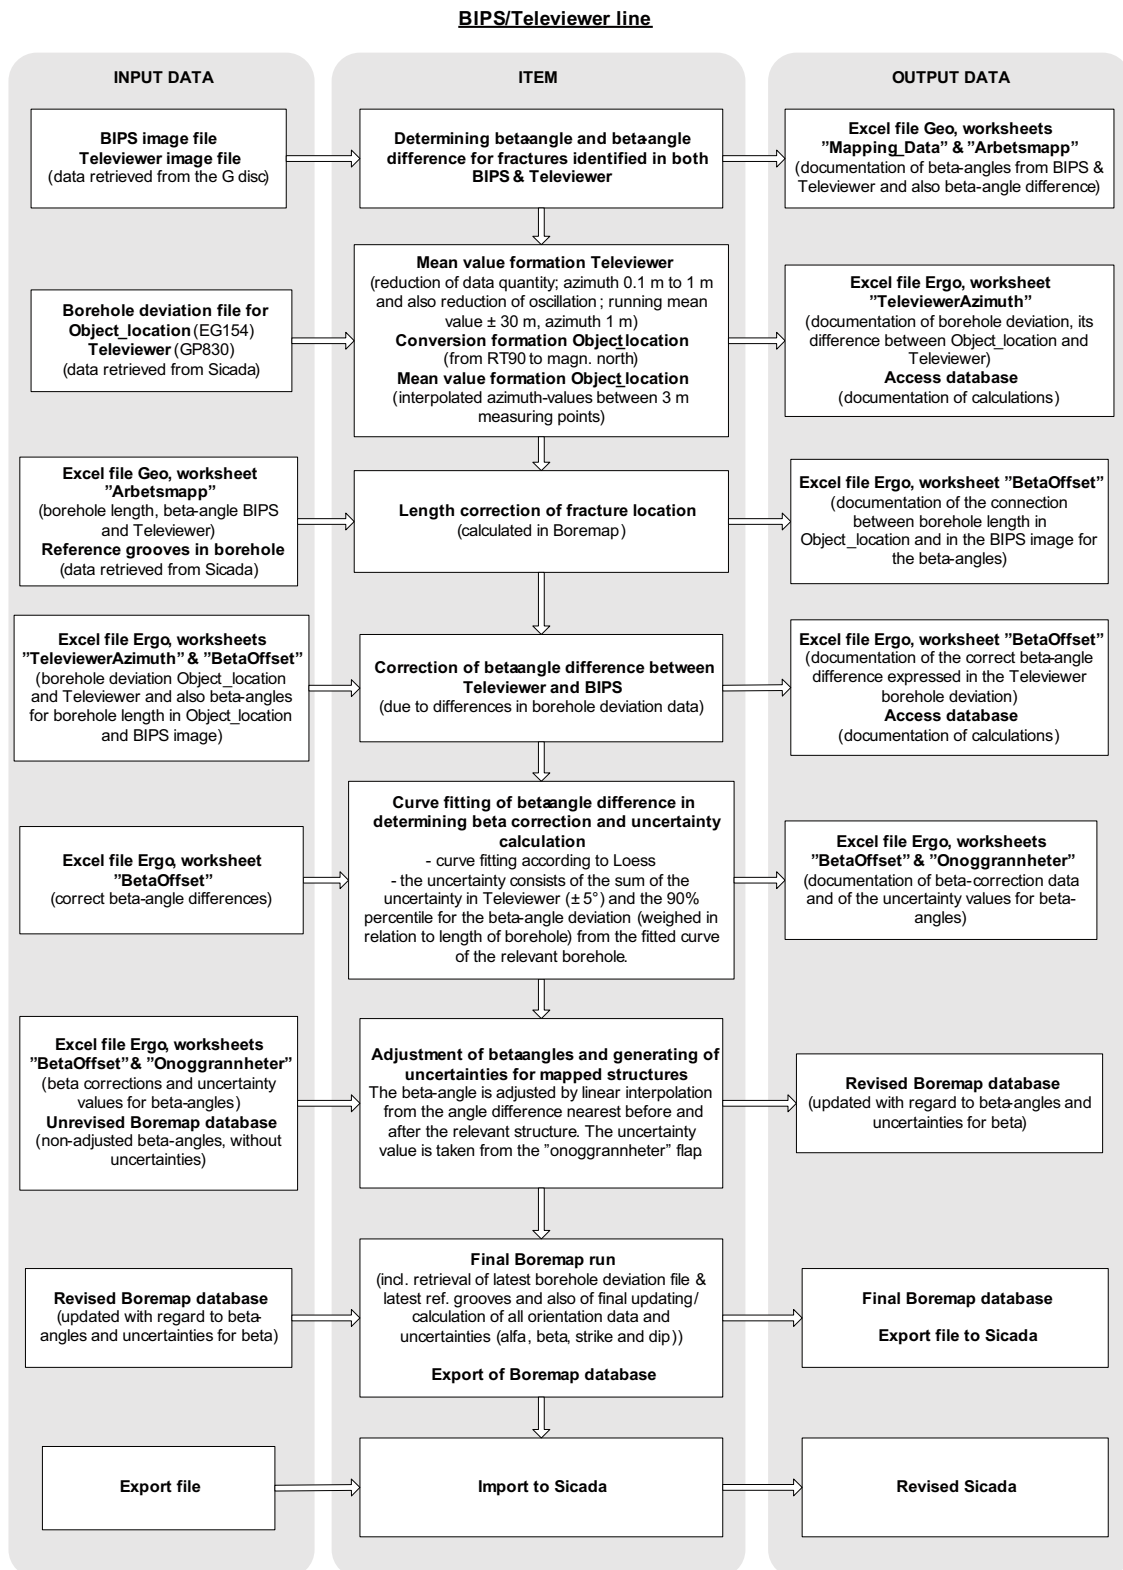 BIPS/Televiewer line
INPUT DATA
ITEM
OUTPUT DATA
BIPS image file
Televiewer image file
(data retrieved from the G disc)
Determining beta-angle and beta-angle
difference for fractures identified in both
BIPS & Televiewer
Excel file Geo, worksheets
"Mapping_Data" & "Arbetsmapp"
(documentation of beta-angles from BIPS &
Televiewer and also beta-angle difference)
Borehole deviation file for
Object_location (EG154)
Televiewer (GP830)
(data retrieved from Sicada)
Mean value formation Televiewer
(reduction of data quantity; azimuth 0.1 m to 1 m
and also reduction of oscillation; running mean
value ± 30 m, azimuth 1 m)
Conversion formation Object_location
(from RT90 to magn. north)
Mean value formation Object_location
(interpolated azimuth-values between 3 m
measuring points)
Excel file Ergo, worksheet
"TeleviewerAzimuth"
(documentation of borehole deviation, its
difference between Object_location and
Televiewer)
Access database
(documentation of calculations)
Excel file Geo, worksheet
"Arbetsmapp"
(borehole length, beta-angle BIPS
and Televiewer)
Reference grooves in borehole
(data retrieved from Sicada)
Length correction of fracture location
(calculated in Boremap)
Excel file Ergo, worksheet "BetaOffset"
(documentation of the connection
between borehole length in
Object_location and in the BIPS image for
the beta-angles)
Excel file Ergo, worksheets
"TeleviewerAzimuth" & "BetaOffset"
(borehole deviation Object_location
and Televiewer and also beta-angles
for borehole length in Object_location
and BIPS image)
Correction of beta-angle difference between
Televiewer and BIPS
(due to differences in borehole deviation data)
Excel file Ergo, worksheet "BetaOffset"
(documentation of the correct beta-angle
difference expressed in the Televiewer
borehole deviation)
Access database
(documentation of calculations)
Excel file Ergo, worksheet
"BetaOffset"
(correct beta-angle differences)
Curve fitting of beta-angle difference in
determining beta correction and uncertainty
calculation
- curve fitting according to Loess
- the uncertainty consists of the sum of the
uncertainty in Televiewer (± 5°) and the 90%
percentile for the beta-angle deviation (weighed in
relation to length of borehole) from the fitted curve
of the relevant borehole.
Excel file Ergo, worksheets
"BetaOffset" & "Onoggrannheter"
(documentation of beta-correction data
and of the uncertainty values for beta-
angles)
Excel file Ergo, worksheets
"BetaOffset" & "Onoggrannheter"
(beta corrections and uncertainty
values for beta-angles)
Unrevised Boremap database
(non-adjusted beta-angles, without
uncertainties)
Adjustment of beta-angles and generating of
uncertainties for mapped structures
The beta-angle is adjusted by linear interpolation
from the angle difference nearest before and
after the relevant structure. The uncertainty
value is taken from the "onoggrannheter" flap.
Revised Boremap database
(updated with regard to beta-angles and
uncertainties for beta)
Revised Boremap database
(updated with regard to beta-
angles and uncertainties for beta)
Final Boremap run
(incl. retrieval of latest borehole deviation file &
latest ref. grooves and also of final updating/
calculation of all orientation data and
uncertainties (alfa, beta, strike and dip))
Export of Boremap database
Final Boremap database
Export file to Sicada
Export file
Import to Sicada
Revised Sicada